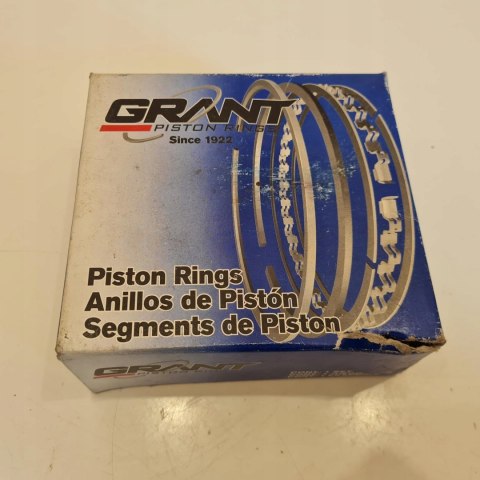 GRANT
PISTON RINGS
Since 1922
Piston Rings
Anillos de Pistón
Segments de Piston
GRANT